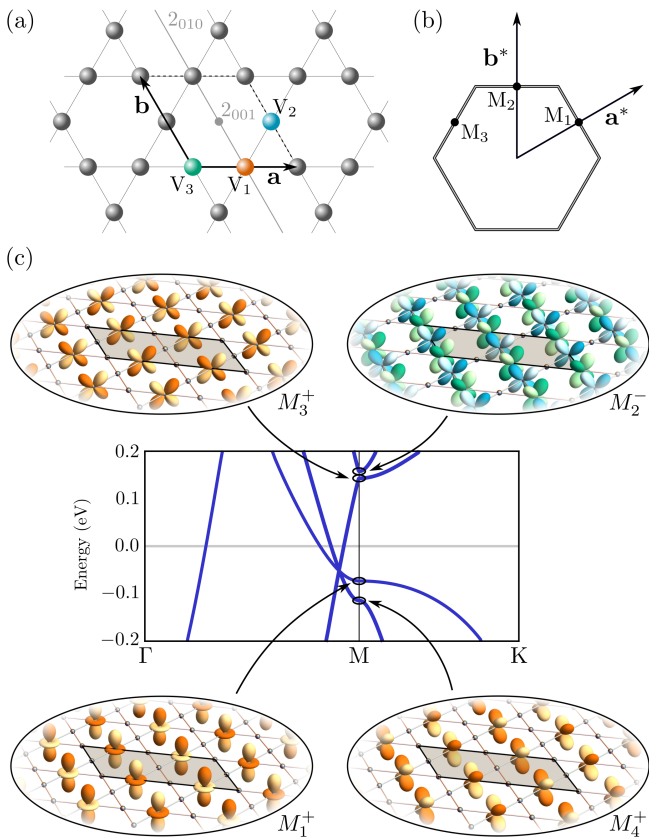 (a)
(b)
2₀₁₀
b
2₀₀₁
V₂
V₃
V₁
a
b*
M₂
M₁
a*
M₃
(c)
M₃⁺
M₂⁻
Energy (eV)
0.2
0.1
0.0
−0.1
−0.2
Γ
M
K
M₁⁺
M₄⁺